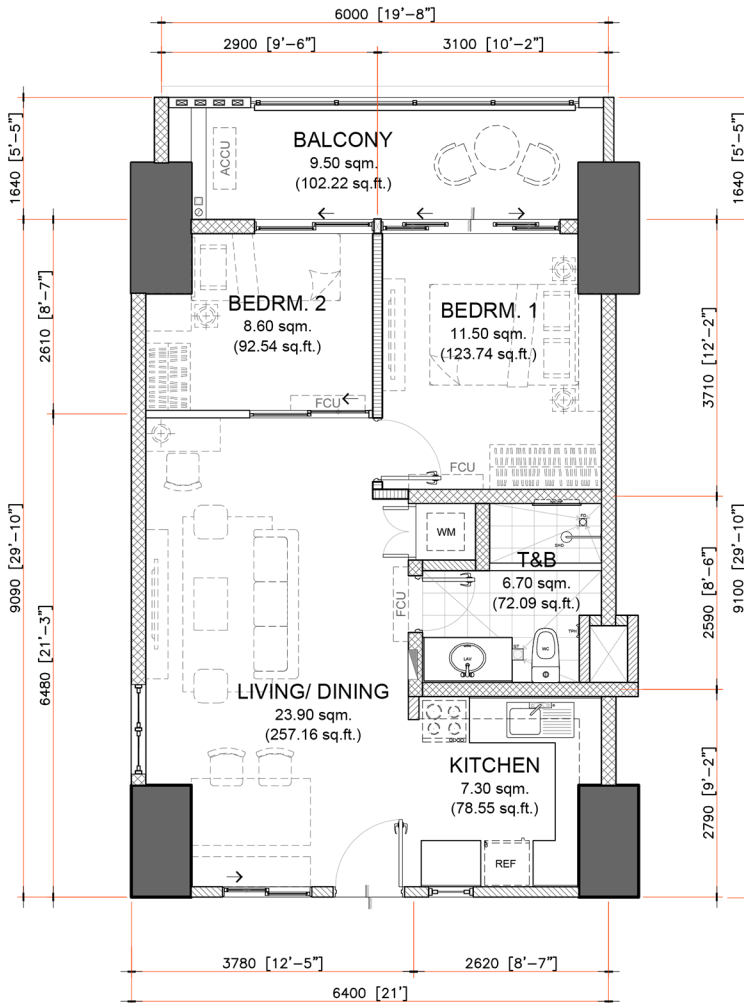 6000 [19'-8"]
2900 [9'-6"]
3100 [10'-2"]
1640 [5'-5"]
1640 [5'-5"]
BALCONY
9.50 sqm.
(102.22 sq.ft.)
ACCU
2610 [8'-7"]
BEDRM. 2
8.60 sqm.
(92.54 sq.ft.)
FCU
BEDRM. 1
11.50 sqm.
(123.74 sq.ft.)
FCU
3710 [12'-2"]
9090 [29'-10"]
6480 [21'-3"]
WM
FD
SHD
T&B
6.70 sqm.
(72.09 sq.ft.)
FCU
TPH
LAV
WC
2590 [8'-6"]
9100 [29'-10"]
LIVING/ DINING
23.90 sqm.
(257.16 sq.ft.)
KITCHEN
7.30 sqm.
(78.55 sq.ft.)
REF
2790 [9'-2"]
3780 [12'-5"]
2620 [8'-7"]
6400 [21']